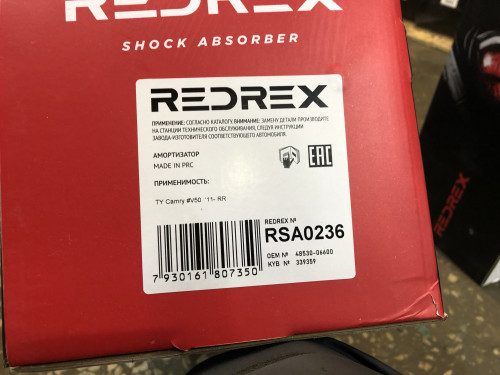 REDREX
SHOCK ABSORBER
REDREX
ПРИМЕНЕНИЕ: СОГЛАСНО КАТАЛОГУ. ВНИМАНИЕ: ЗАМЕНУ ДЕТАЛИ ПРОИЗВОДИТЕ
НА СТАНЦИИ ТЕХНИЧЕСКОГО ОБСЛУЖИВАНИЯ, СЛЕДУЯ ИНСТРУКЦИИ
ЗАВОДА-ИЗГОТОВИТЕЛЯ СООТВЕТСТВУЮЩЕГО АВТОМОБИЛЯ.
АМОРТИЗАТОР
MADE IN PRC
EAC
ПРИМЕНИМОСТЬ:
TY Camry #V50 '11- RR
REDREX №
RSA0236
OEM № 48530-06600
KYB № 339359
7 930161 807350
REDREX